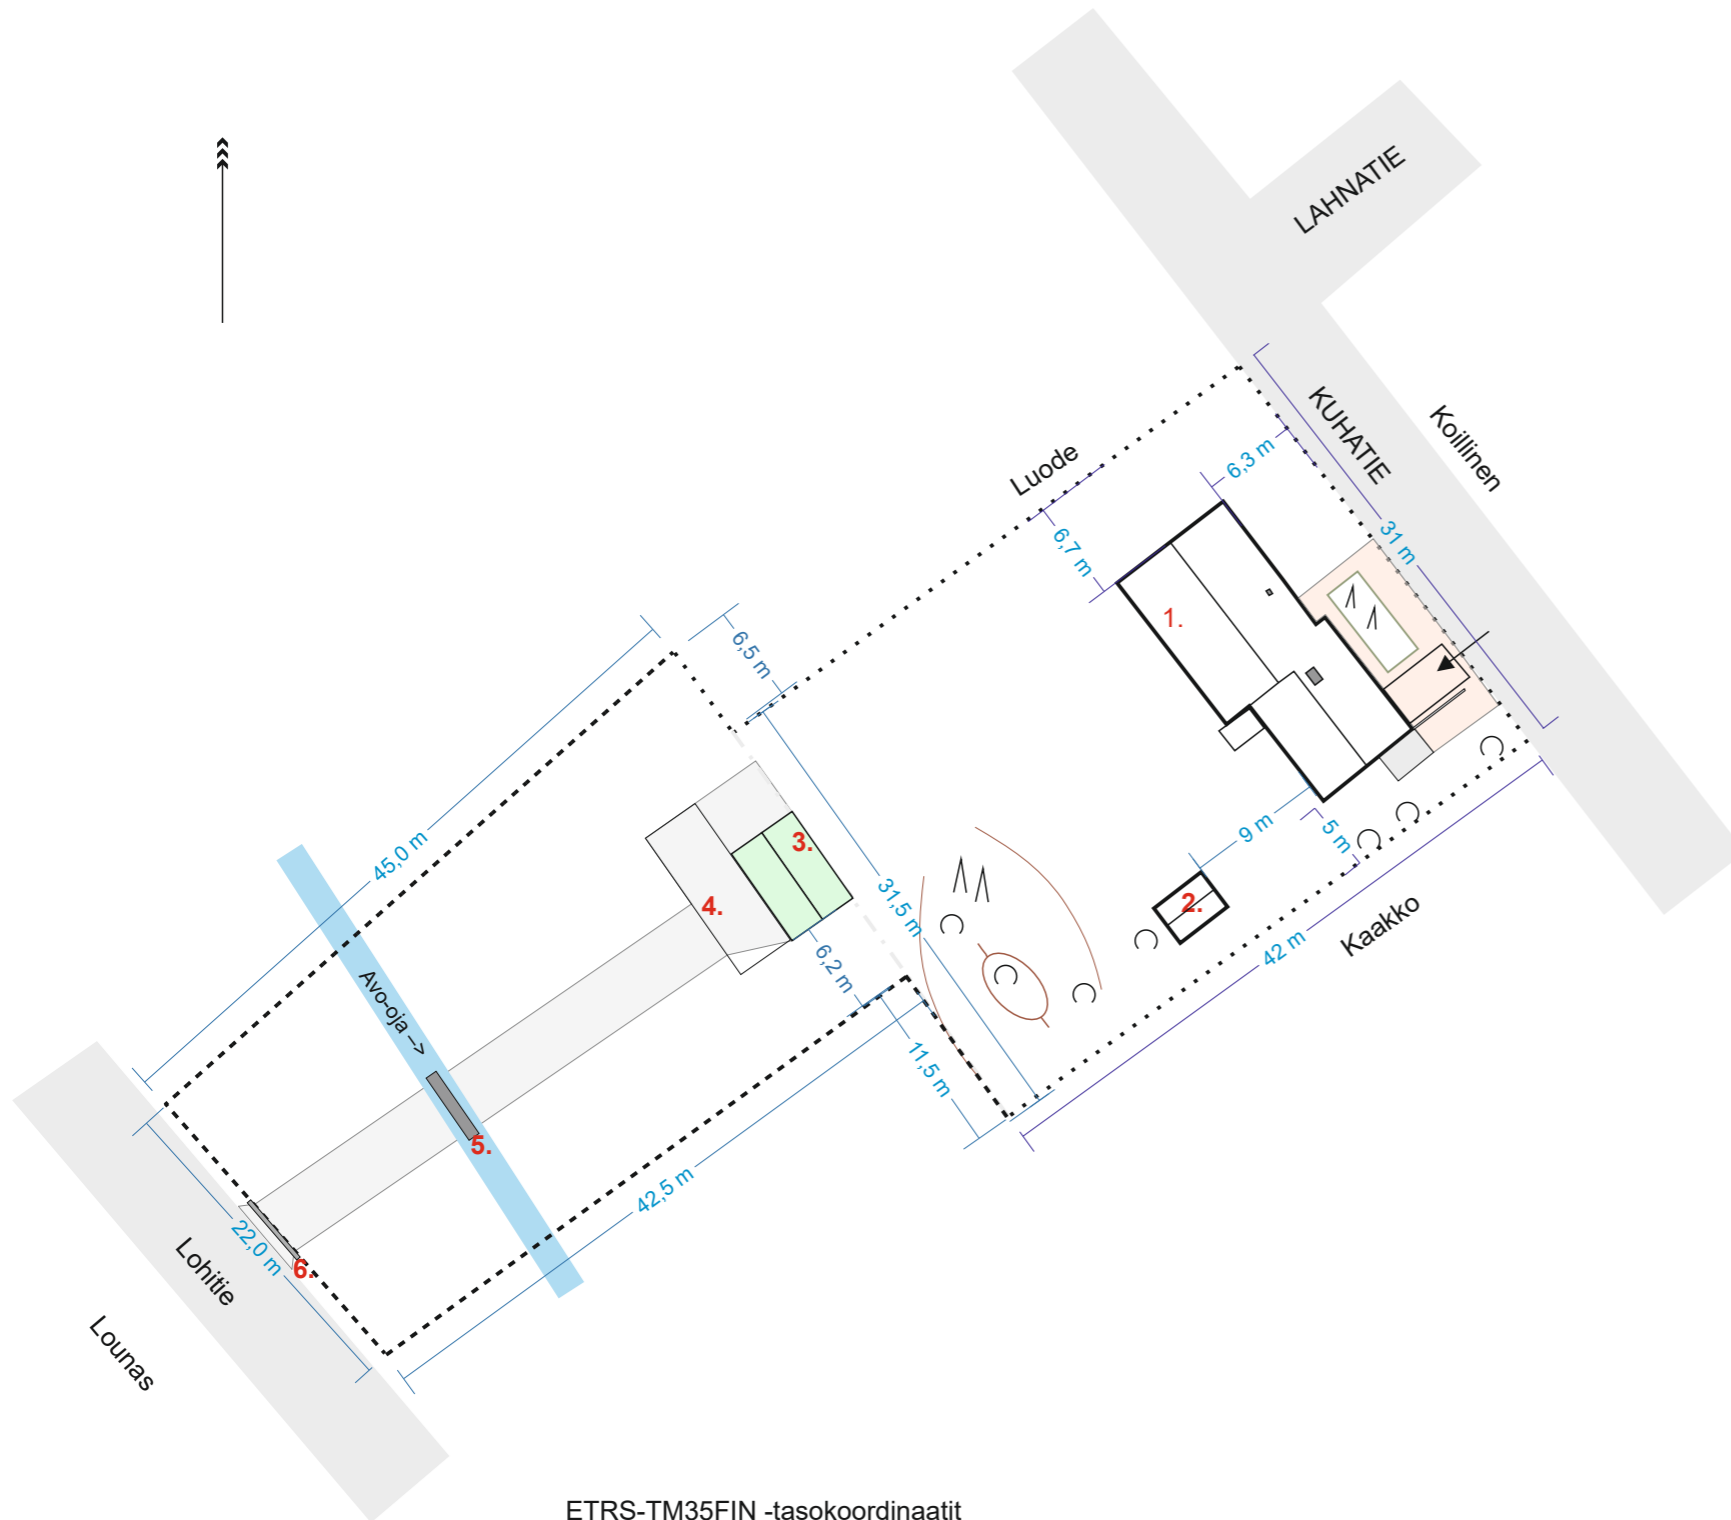 LAHNATIE
KUHATIE
Koillinen
Luode
6,3 m
6,7 m
31 m
1.
6,5 m
45,0 m
3.
4.
31,5 m
9 m
5 m
2.
Kaakko
42 m
6,2 m
11,5 m
Avo-oja -->
5.
42,5 m
22,0 m
6.
Lohitie
Lounas
ETRS-TM35FIN -tasokoordinaatit